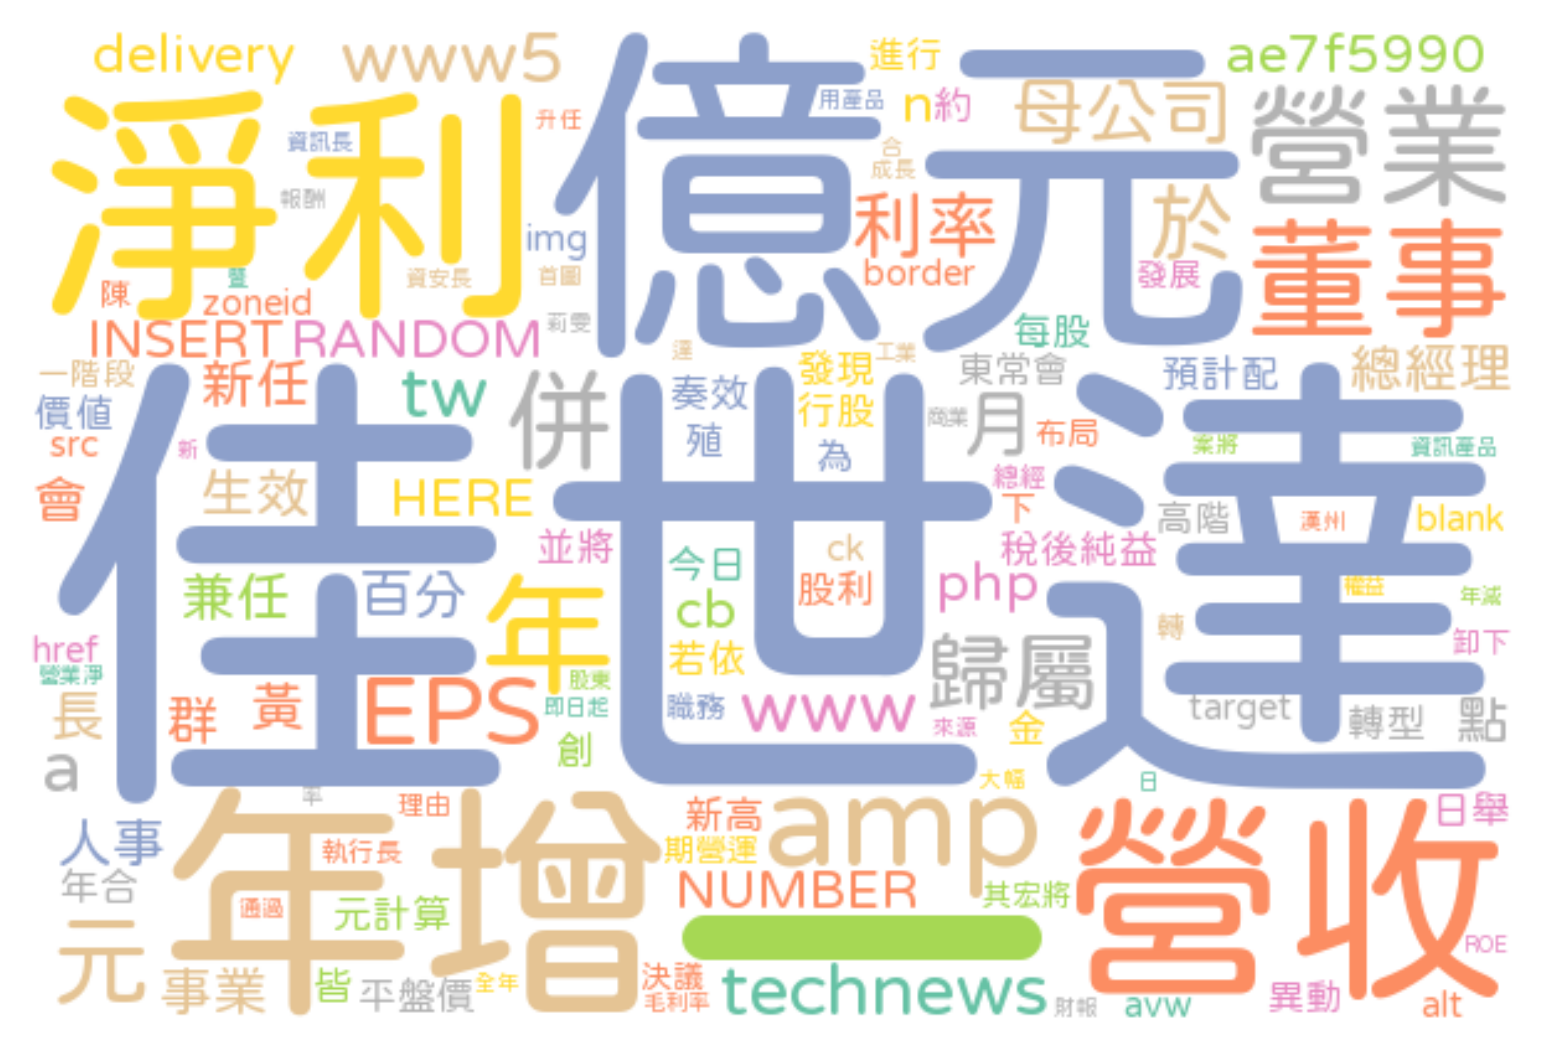 delivery
www5
億元
進行
ae7f5990
淨利
升任
用產品
n
約
母公司
營業
資訊長
合
成長
報酬
利率
於
董事
img
border
發展
資安長
首圖
暨
陳
zoneid
INSERT
RANDOM
莉雯
每股
一階段
新任
tw
併
運
工業
發現
東常會
預計配
總經理
佳世達
價值
奏效
行股
商業
月
布局
src
新
殖
為
案將
資訊產品
會
生效
HERE
總經
下
高階
漢州
blank
並將
ck
稅後純益
今日
兼任
百分
年
股利
php
權益
年減
cb
轉
href
營業淨
若依
歸屬
卸下
股東
長
群
黃
EPS
即日起
職務
www
來源
金
target
轉型
點
創
a
大幅
日
率
理由
年增
新高
amp
營收
日舉
人事
執行長
期營運
年合
NUMBER
其宏將
通過
元計算
元
ROE
事業
皆
平盤價
全年
決議
毛利率
technews
財報
avw
異動
alt